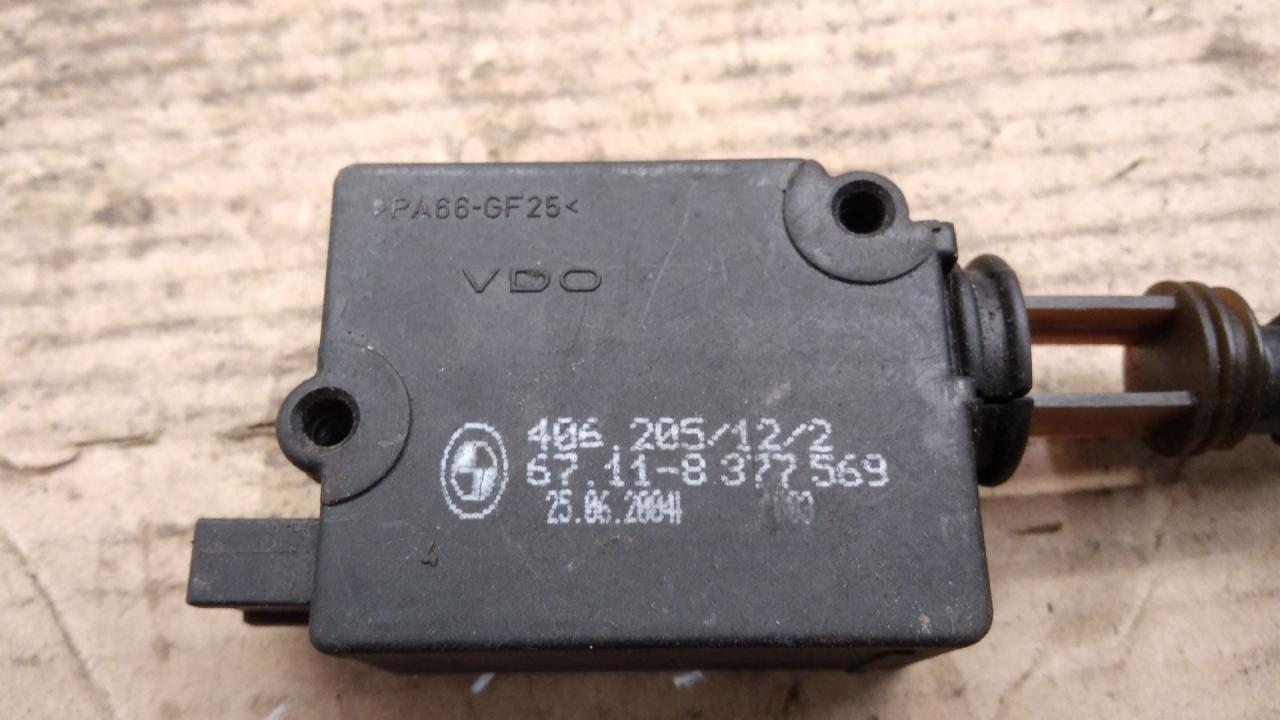 >PA66-GF25<
VDO
406.205/12/2
67.11-8 377 569
25.06.2004